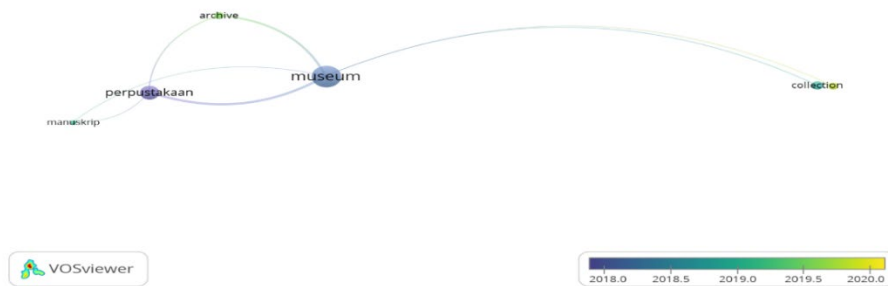 archive
museum
perpustakaan
collection
manuskrip
VOSviewer
2018.0 2018.5 2019.0 2019.5 2020.0